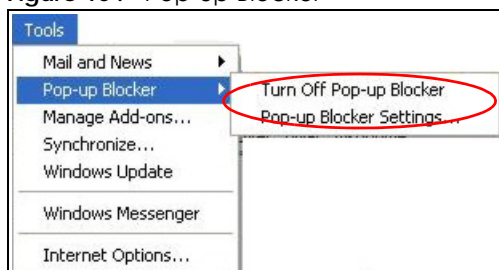 Tools
Mail and News
Pop-up Blocker
Turn Off Pop-up Blocker
Manage Add-ons...
Pop-up Blocker Settings...
Synchronize...
Windows Update
Windows Messenger
Internet Options...